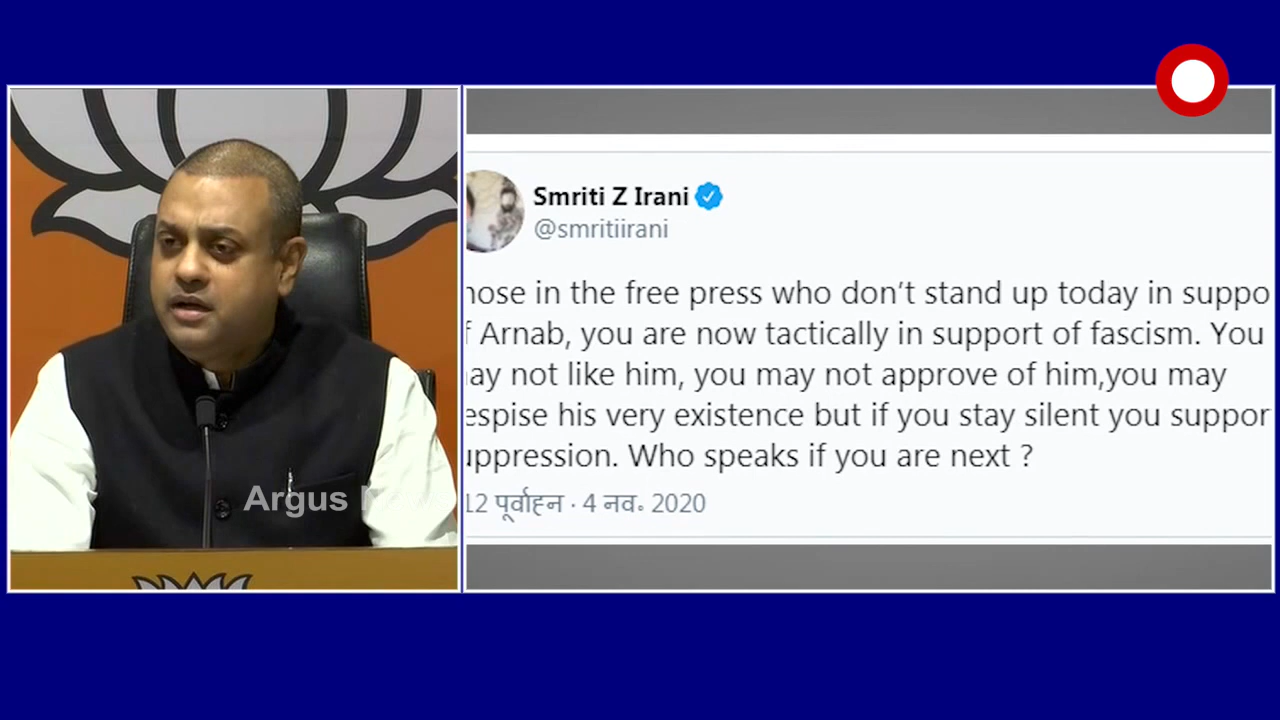 Argus News
Smriti Z Irani
@smritiirani
hose in the free press who don't stand up today in suppo
f Arnab, you are now tactically in support of fascism. You
ay not like him, you may not approve of him,you may
espise his very existence but if you stay silent you suppor
uppression. Who speaks if you are next ?
12 पूर्वाह्न · 4 नव॰ 2020